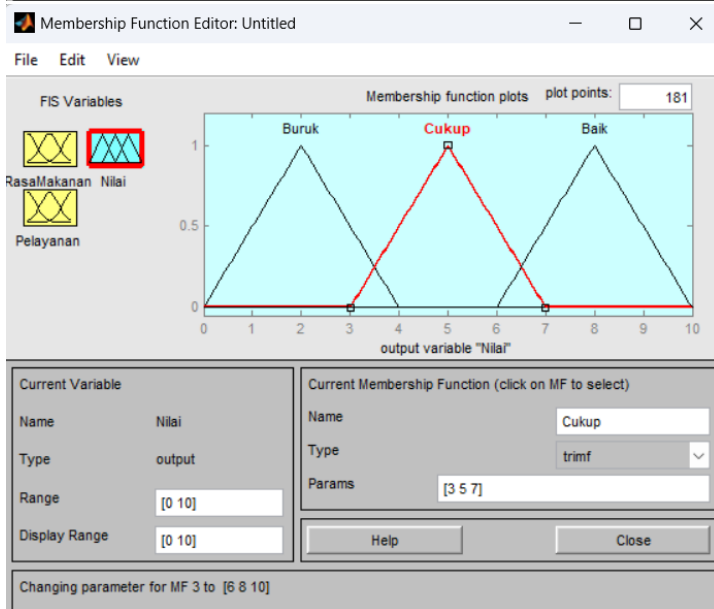 Membership Function Editor: Untitled
File Edit View
FIS Variables
RasaMakanan Nilai
Pelayanan
Membership function plots plot points: 181
Buruk Cukup Baik
1
0.5
0
0 1 2 3 4 5 6 7 8 9 10
output variable "Nilai"
Current Variable
Name Nilai
Type output
Range [0 10]
Display Range [0 10]
Current Membership Function (click on MF to select)
Name Cukup
Type trimf
Params [3 5 7]
Help Close
Changing parameter for MF 3 to [6 8 10]